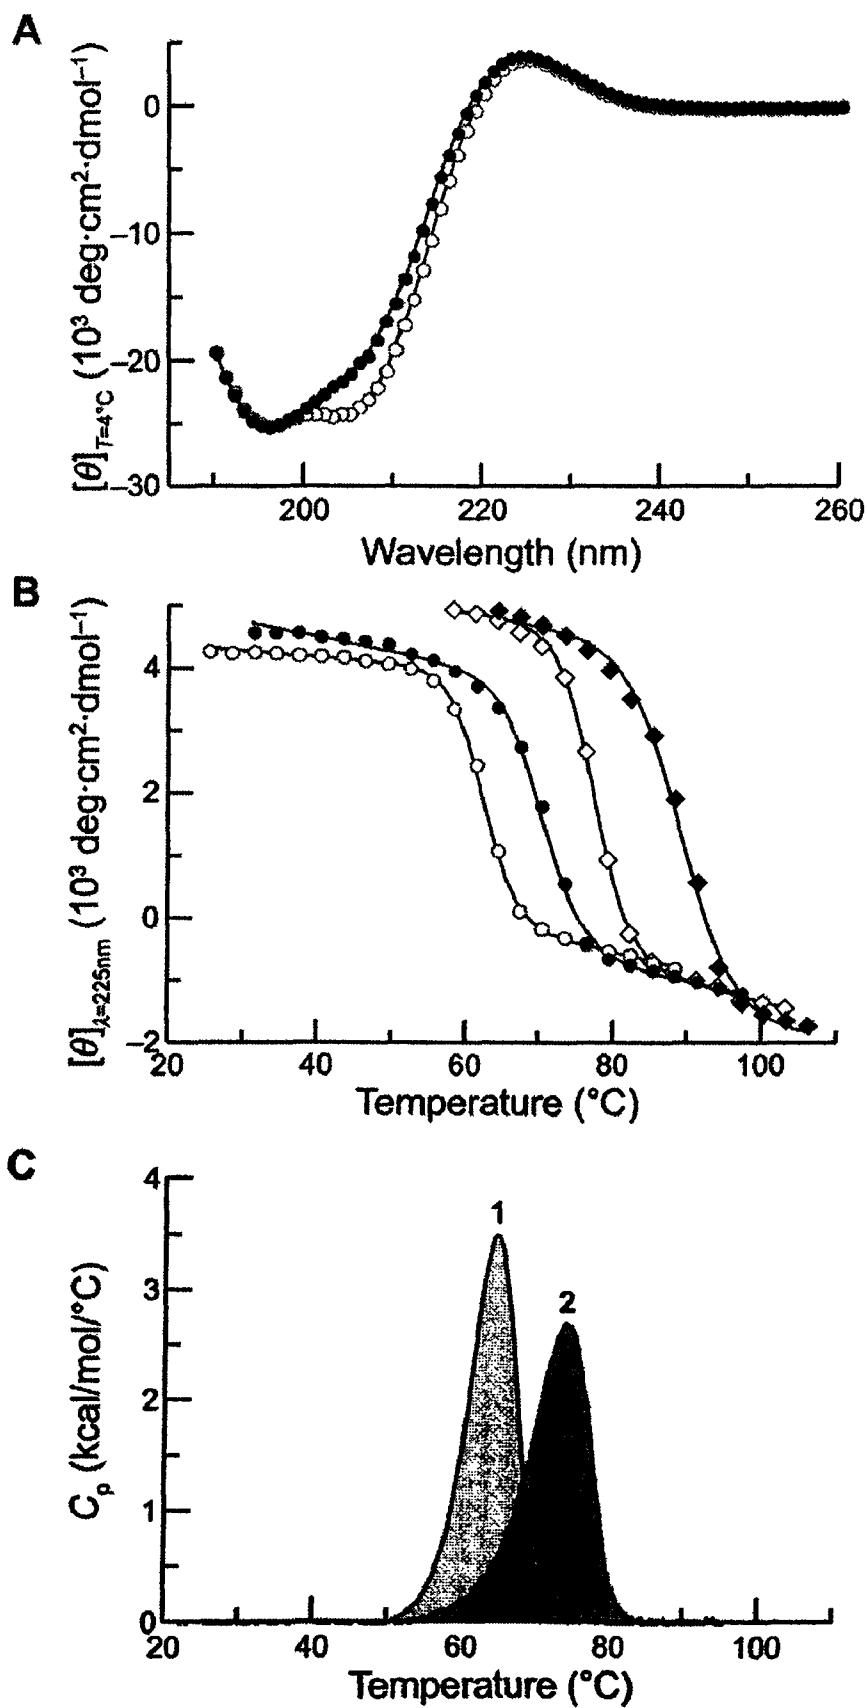 A
[θ]T=4°C (10³ deg·cm²·dmol⁻¹)
0
–10
–20
–30
200 220 240 260
Wavelength (nm)
B
[θ]λ=225nm (10³ deg·cm²·dmol⁻¹)
4
2
0
–2
20 40 60 80 100
Temperature (°C)
C
Cp (kcal/mol/°C)
4
3
2
1
0
1
2
20 40 60 80 100
Temperature (°C)